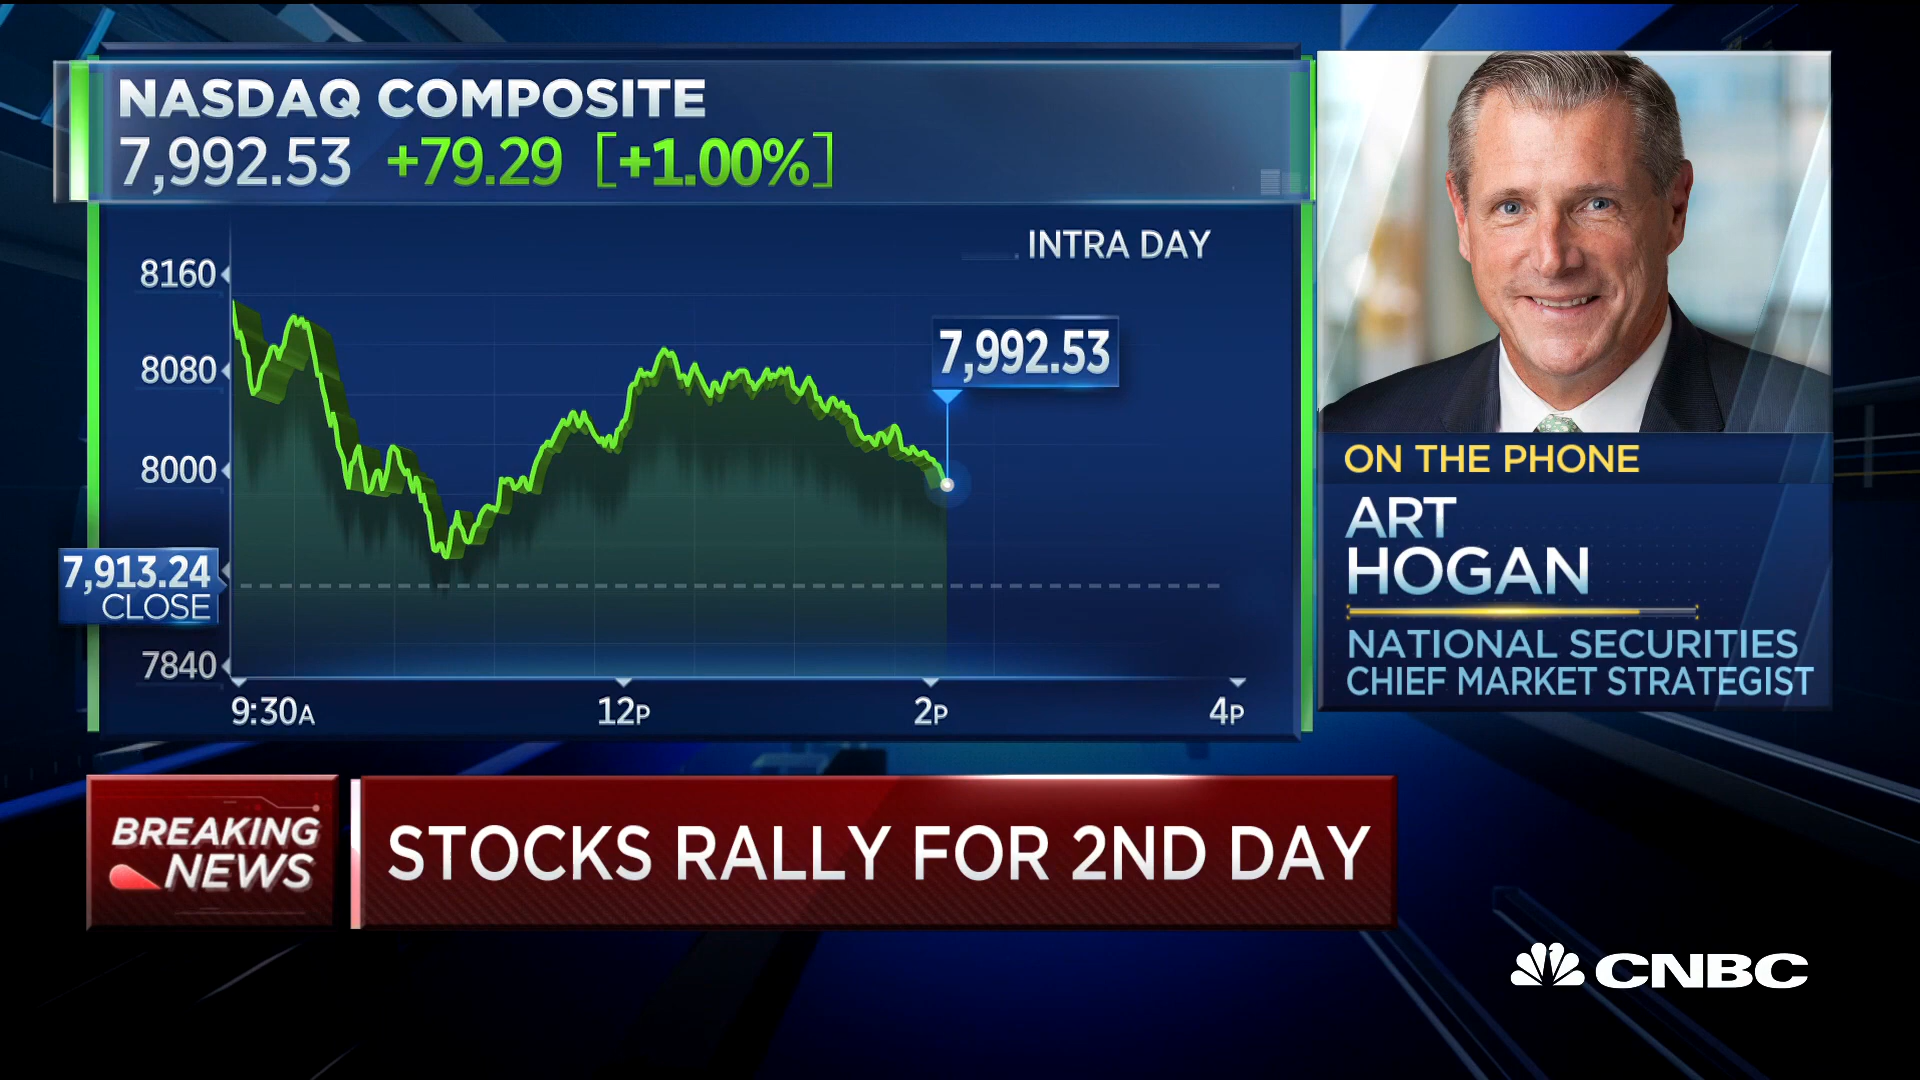 NASDAQ COMPOSITE
7,992.53 +79.29 [+1.00%]
INTRA DAY
8160
8080
8000
7840
7,913.24
CLOSE
7,992.53
9:30A 12P 2P 4P
ON THE PHONE
ART
HOGAN
NATIONAL SECURITIES
CHIEF MARKET STRATEGIST
BREAKING
NEWS
STOCKS RALLY FOR 2ND DAY
CNBC